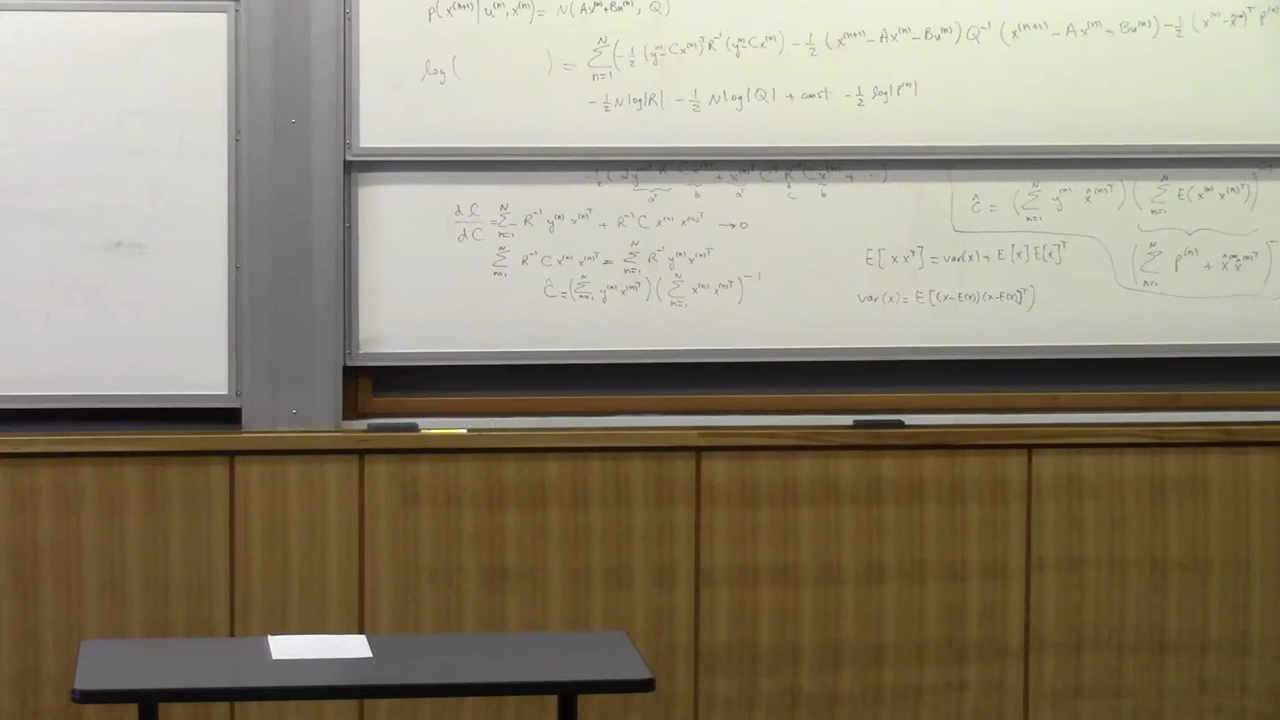 p(x^(n+1) | u^(n), x^(n)) = N(Ax^(n)+Bu^(n), Q)
log( ) = Σ_{n=1}^N (-1/2 (y^(n)-Cx^(n))^T R^-1 (y^(n)-Cx^(n)) - 1/2 (x^(n+1) - Ax^(n) - Bu^(n)) Q^-1 (x^(n+1) - Ax^(n) - Bu^(n)) - 1/2 (x^(n) - x̂^(n))^T P^(n)
- 1/2 N log|R| - 1/2 N log|Q| + const - 1/2 log|P^(n)|
dl/dC = Σ_{n=1}^N R^-1 y^(n) x^(n)T + R^-1 C x^(n) x^(n)T → 0
Σ_{n=1}^N R^-1 C x^(n) x^(n)T = Σ_{n=1}^N R^-1 y^(n) x^(n)T
Ĉ = (Σ_{n=1}^N y^(n) x^(n)T) (Σ_{n=1}^N x^(n) x^(n)T)^-1
E[xx^T] = var(x) + E[x]E[x]^T
var(x) = E[(x-E(x))(x-E(x)]^T)
Ĉ = (Σ_{n=1}^N y^(n) x̂^(n)T) (Σ_{n=1}^N E(x^(n) x^(n)T))^-1
(Σ_{n=1}^N P^(n) + x̂^(n) x̂^(n)T)